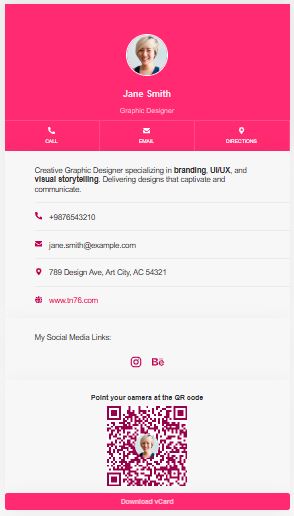 Jane Smith
Graphic Designer
CALL
EMAIL
DIRECTIONS
Creative Graphic Designer specializing in branding, UI/UX, and
visual storytelling. Delivering designs that captivate and
communicate.
+9876543210
jane.smith@example.com
789 Design Ave, Art City, AC 54321
www.tn76.com
My Social Media Links:
Bē
Point your camera at the QR code
Download vCard